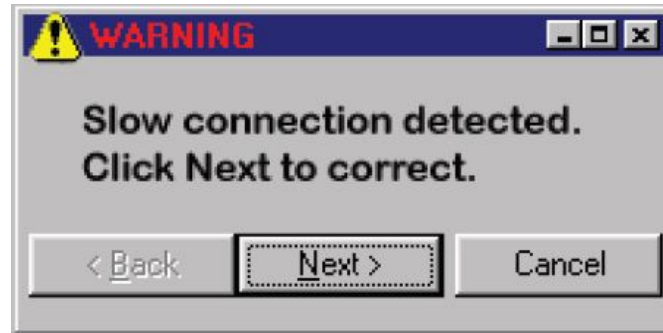 WARNING
Slow connection detected.
Click Next to correct.
< Back Next > Cancel